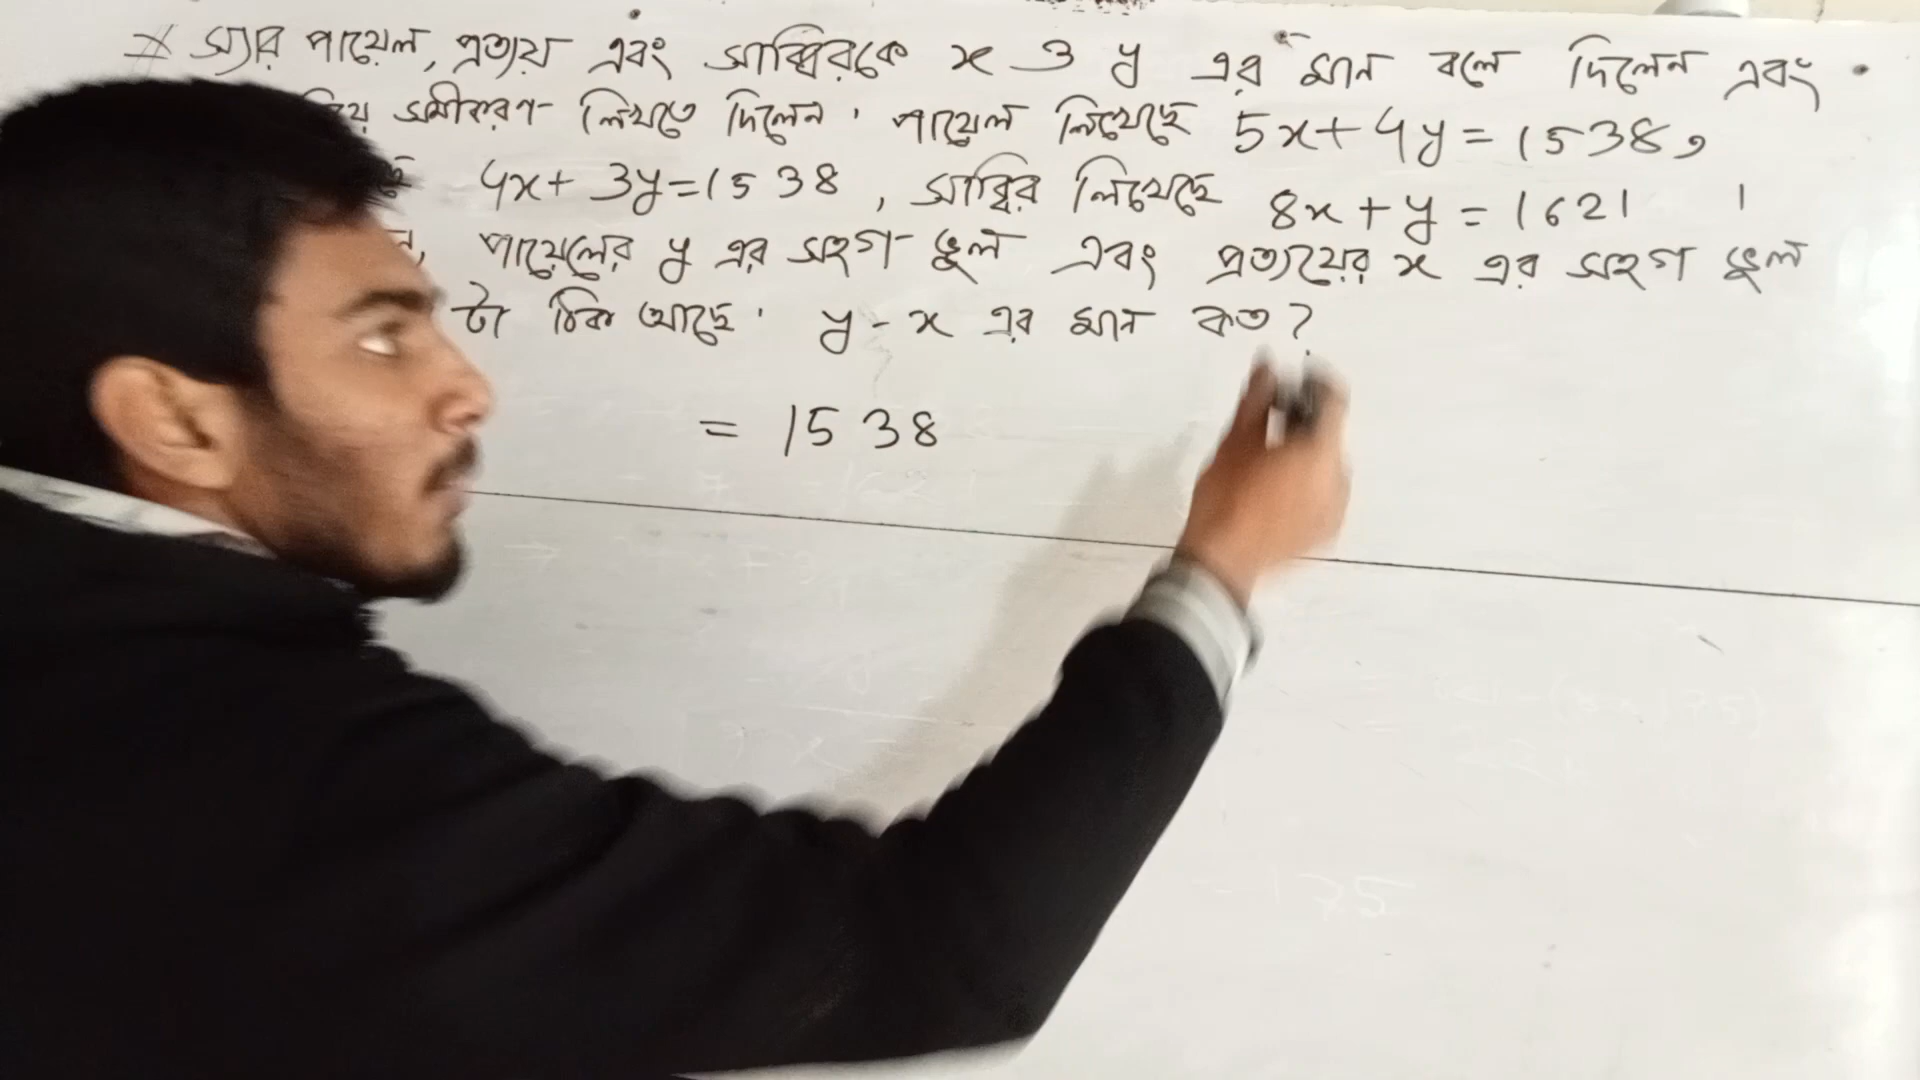 স্যার পায়েল, প্রত্যয় এবং সাব্বিরকে x ও y এর মান বলে দিলেন এবং
সমীকরণ লিখতে দিলেন। পায়েল লিখেছে 5x+4y=1538,
4x+3y=1538, সাব্বির লিখেছে 8x+y=1621 ।
পায়েলের y এর সহগ ভুল এবং প্রত্যয়ের x এর সহগ ভুল
টা ঠিক আছে। y-x এর মান কত?
= 1538